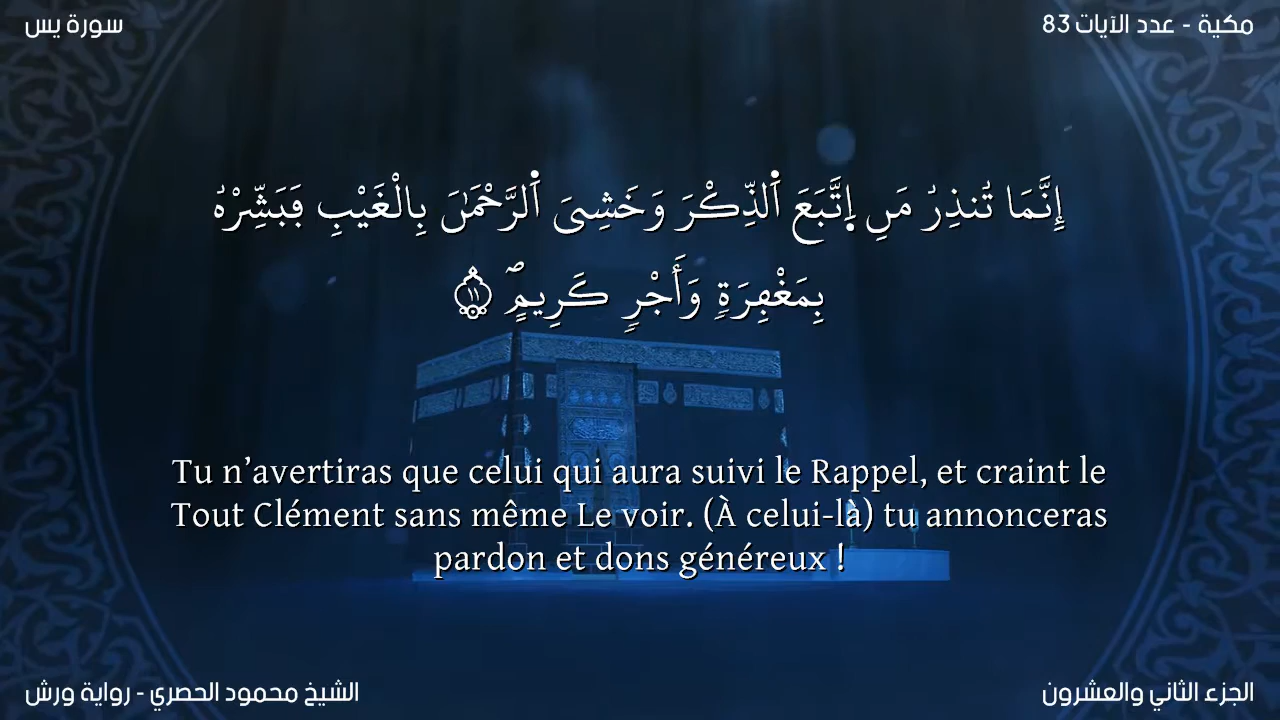 سورة يس
مكية - عدد الآيات 83
إِنَّمَا تُنذِرُ مَنِ اِ۪تَّبَعَ اَ۬لذِّكْرَ وَخَشِيَ اَ۬لرَّحْمَٰنَ بِالْغَيْبِ فَبَشِّرْهُ
بِمَغْفِرَةٖ وَأَجْرٖ كَرِيمٍۖ ١١
Tu n’avertiras que celui qui aura suivi le Rappel, et craint le
Tout Clément sans même Le voir. (À celui-là) tu annonceras
pardon et dons généreux !
الشيخ محمود الحصري - رواية ورش
الجزء الثاني والعشرون